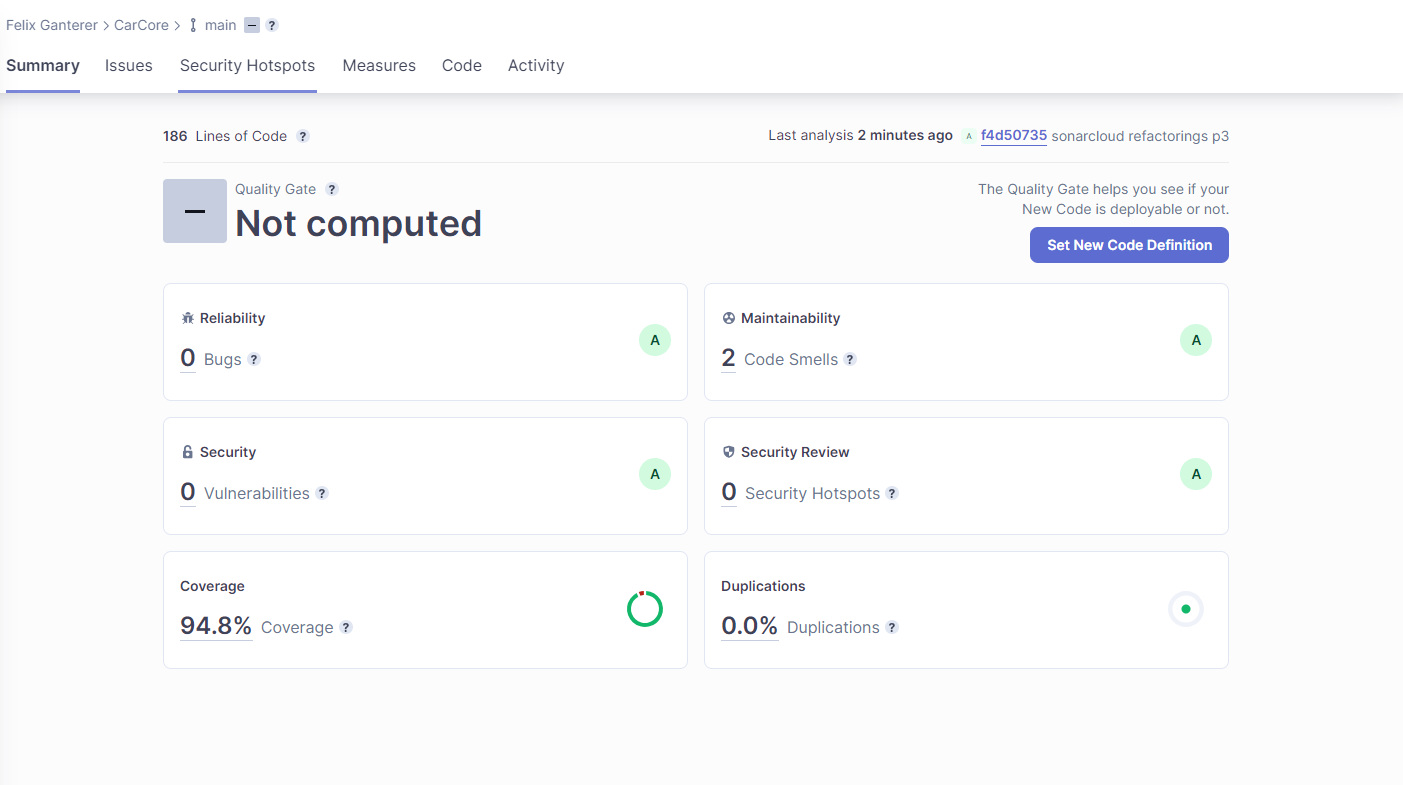 Felix Ganterer > CarCore > main – ?
Summary Issues Security Hotspots Measures Code Activity
186 Lines of Code ? Last analysis 2 minutes ago A f4d50735 sonarcloud refactorings p3
Quality Gate ?
Not computed
The Quality Gate helps you see if your
New Code is deployable or not.
Set New Code Definition
Reliability
0 Bugs ?
A
Maintainability
2 Code Smells ?
A
Security
0 Vulnerabilities ?
A
Security Review
0 Security Hotspots ?
A
Coverage
94.8% Coverage ?
Duplications
0.0% Duplications ?